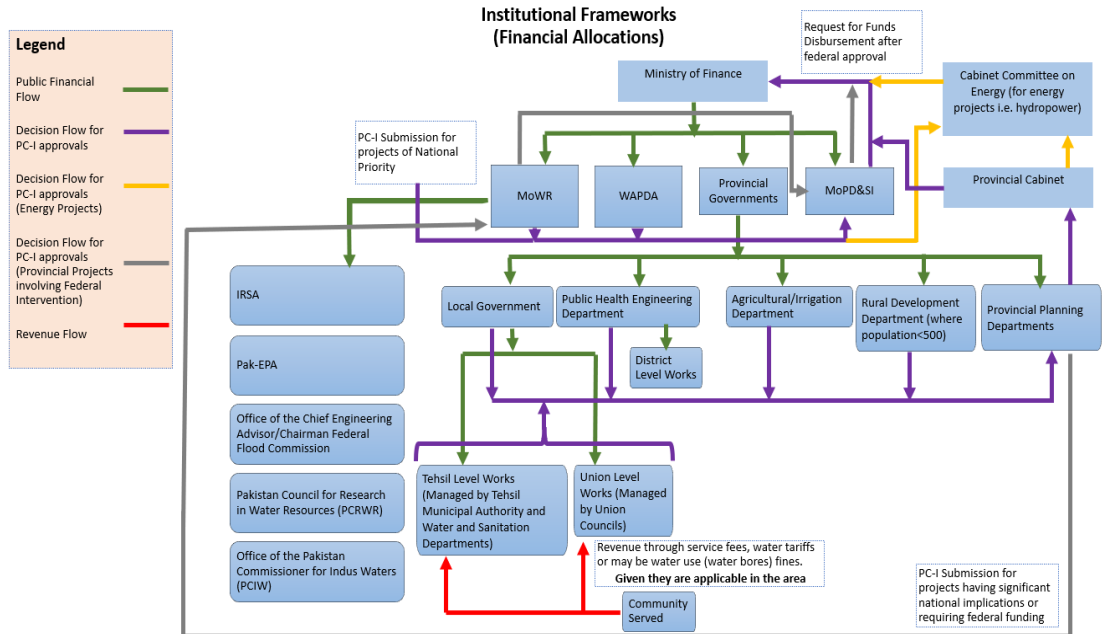 Institutional Frameworks
(Financial Allocations)
Legend
Public Financial
Flow
Decision Flow for
PC-I approvals
Decision Flow for
PC-I approvals
(Energy Projects)
Decision Flow for
PC-I approvals
(Provincial Projects
involving Federal
Intervention)
Revenue Flow
Request for Funds
Disbursement after
federal approval
Ministry of Finance
Cabinet Committee on
Energy (for energy
projects i.e. hydropower)
PC-I Submission for
projects of National
Priority
MoWR
WAPDA
Provincial
Governments
MoPD&SI
Provincial Cabinet
IRSA
Pak-EPA
Office of the Chief Engineering
Advisor/Chairman Federal
Flood Commission
Pakistan Council for Research
in Water Resources (PCRWR)
Office of the Pakistan
Commissioner for Indus Waters
(PCIW)
Local Government
Public Health Engineering
Department
Agricultural/Irrigation
Department
Rural Development
Department (where
population<500)
Provincial Planning
Departments
District
Level Works
Tehsil Level Works
(Managed by Tehsil
Municipal Authority and
Water and Sanitation
Departments)
Union Level
Works (Managed
by Union
Councils)
Revenue through service fees, water tariffs
or may be water use (water bores) fines.
Given they are applicable in the area
Community
Served
PC-I Submission for
projects having significant
national implications or
requiring federal funding